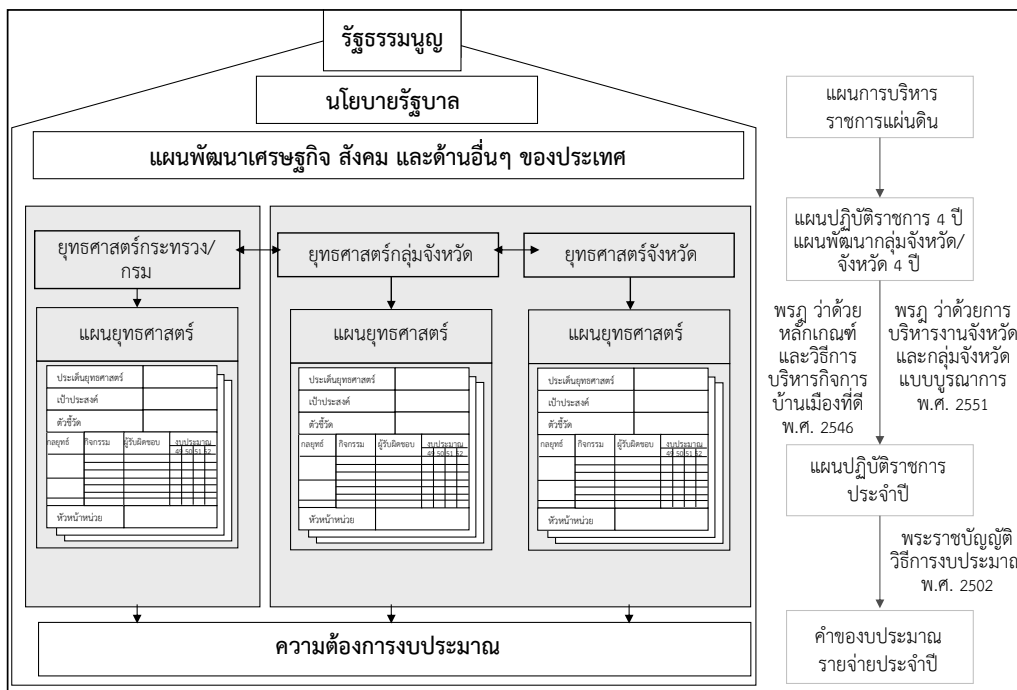 รัฐธรรมนูญ
นโยบายรัฐบาล
แผนพัฒนาเศรษฐกิจ สังคม และด้านอื่นๆ ของประเทศ
ยุทธศาสตร์กระทรวง/
กรม
ยุทธศาสตร์กลุ่มจังหวัด
ยุทธศาสตร์จังหวัด
แผนยุทธศาสตร์
ประเด็นยุทธศาสตร์
เป้าประสงค์
ตัวชี้วัด
กลยุทธ์ กิจกรรม ผู้รับผิดชอบ งบประมาณ
49 50 51 52
หัวหน้าหน่วย
แผนยุทธศาสตร์
ประเด็นยุทธศาสตร์
เป้าประสงค์
ตัวชี้วัด
กลยุทธ์ กิจกรรม ผู้รับผิดชอบ งบประมาณ
49 50 51 52
หัวหน้าหน่วย
แผนยุทธศาสตร์
ประเด็นยุทธศาสตร์
เป้าประสงค์
ตัวชี้วัด
กลยุทธ์ กิจกรรม ผู้รับผิดชอบ งบประมาณ
49 50 51 52
หัวหน้าหน่วย
ความต้องการงบประมาณ
แผนการบริหาร
ราชการแผ่นดิน
แผนปฏิบัติราชการ 4 ปี
แผนพัฒนากลุ่มจังหวัด/
จังหวัด 4 ปี
พรฎ ว่าด้วย
หลักเกณฑ์
และวิธีการ
บริหารกิจการ
บ้านเมืองที่ดี
พ.ศ. 2546
พรฎ ว่าด้วยการ
บริหารงานจังหวัด
และกลุ่มจังหวัด
แบบบูรณาการ
พ.ศ. 2551
แผนปฏิบัติราชการ
ประจำปี
พระราชบัญญัติ
วิธีการงบประมาณ
พ.ศ. 2502
คำของบประมาณ
รายจ่ายประจำปี